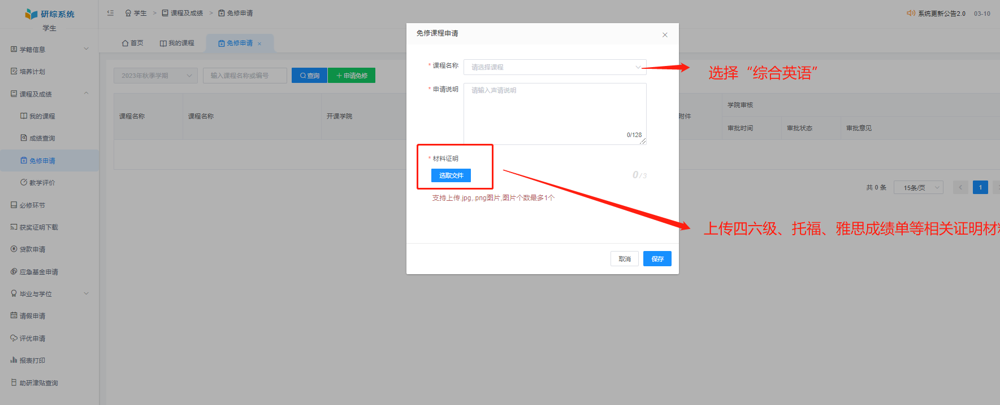 研综系统
学生
学籍信息
培养计划
课程及成绩
我的课程
成绩查询
免修申请
教学评价
必修环节
获奖证明下载
贷款申请
应急基金申请
毕业与学位
请假申请
评优申请
报表打印
助研津贴查询
学生 > 课程及成绩 > 免修申请
系统更新公告2.0 03-10
首页 我的课程 免修申请 ×
2023年秋季学期 输入课程名称或编号 查询 + 申请免修
课程名称 课程名称 开课学院 附件 学院审核
审批时间 审批状态 审批意见
共 0 条 15条/页 < 1
免修课程申请 ×
* 课程名称 请选择课程
* 申请说明 请输入声请说明
0/128
* 材料证明
选取文件
0/3
支持上传.jpg,.png图片,图片个数最多1个
取消 保存
选择“综合英语”
上传四六级、托福、雅思成绩单等相关证明材料